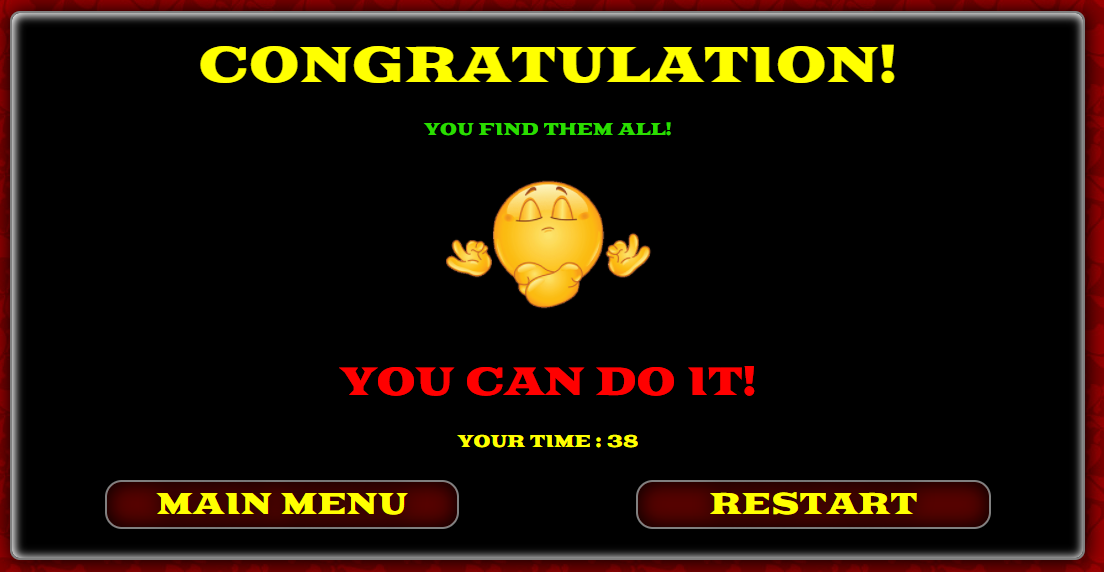 CONGRATULATION!
YOU FIND THEM ALL!
YOU CAN DO IT!
YOUR TIME : 38
MAIN MENU
RESTART